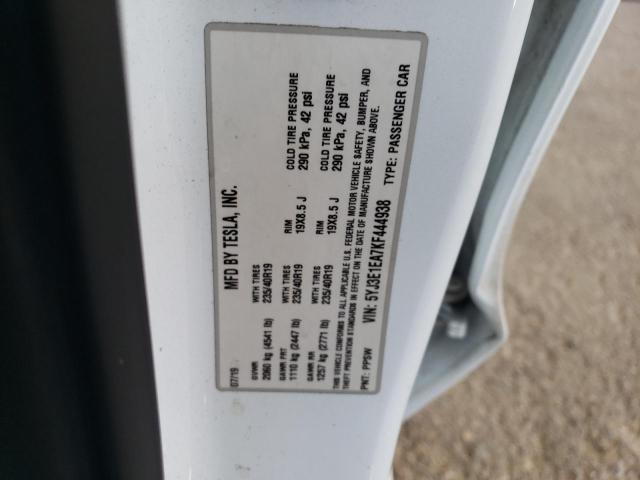 MFD BY TESLA, INC.
07/19
GVWR
2060 kg (4541 lb)
WITH TIRES
235/40R19
RIM
19X8.5 J
COLD TIRE PRESSURE
290 kPa, 42 psi
GAWR FRT
1110 kg (2447 lb)
WITH TIRES
235/40R19
GAWR RR
1257 kg (2771 lb)
WITH TIRES
235/40R19
RIM
19X8.5 J
COLD TIRE PRESSURE
290 kPa, 42 psi
THIS VEHICLE CONFORMS TO ALL APPLICABLE U.S. FEDERAL MOTOR VEHICLE SAFETY, BUMPER, AND
THEFT PREVENTION STANDARDS IN EFFECT ON THE DATE OF MANUFACTURE SHOWN ABOVE.
VIN: 5YJ3E1EA7KF444938
TYPE: PASSENGER CAR
PNT: PPSW